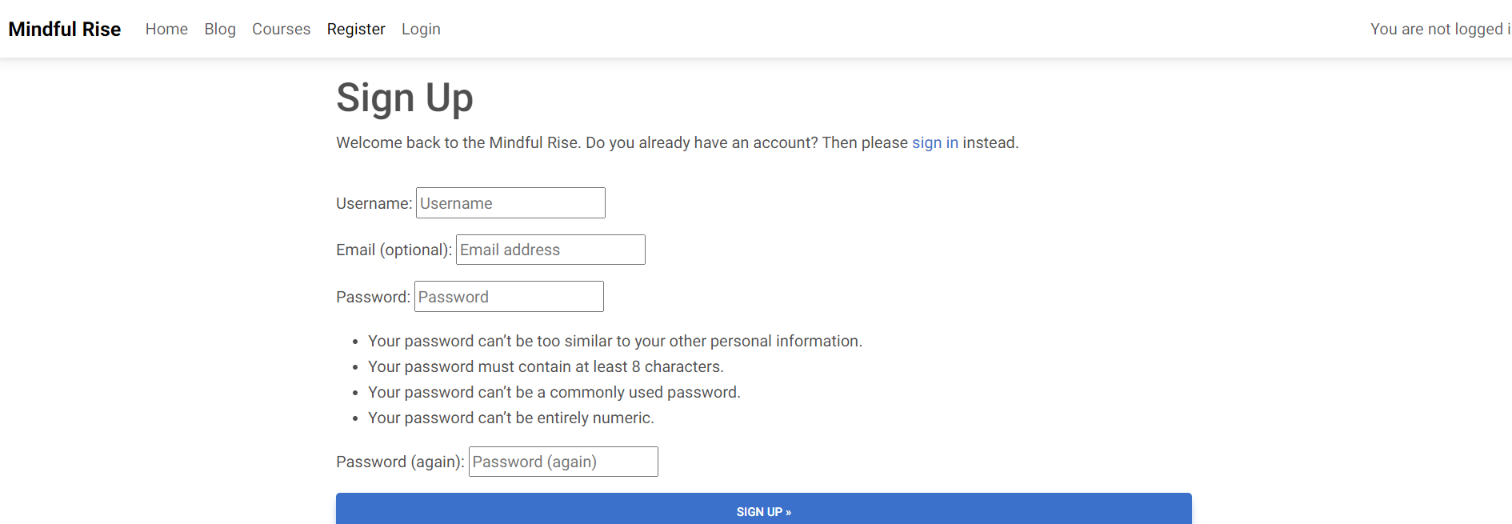 Mindful Rise Home Blog Courses Register Login You are not logged i
Sign Up
Welcome back to the Mindful Rise. Do you already have an account? Then please sign in instead.
Username: Username
Email (optional): Email address
Password: Password
• Your password can't be too similar to your other personal information.
• Your password must contain at least 8 characters.
• Your password can't be a commonly used password.
• Your password can't be entirely numeric.
Password (again): Password (again)
SIGN UP »